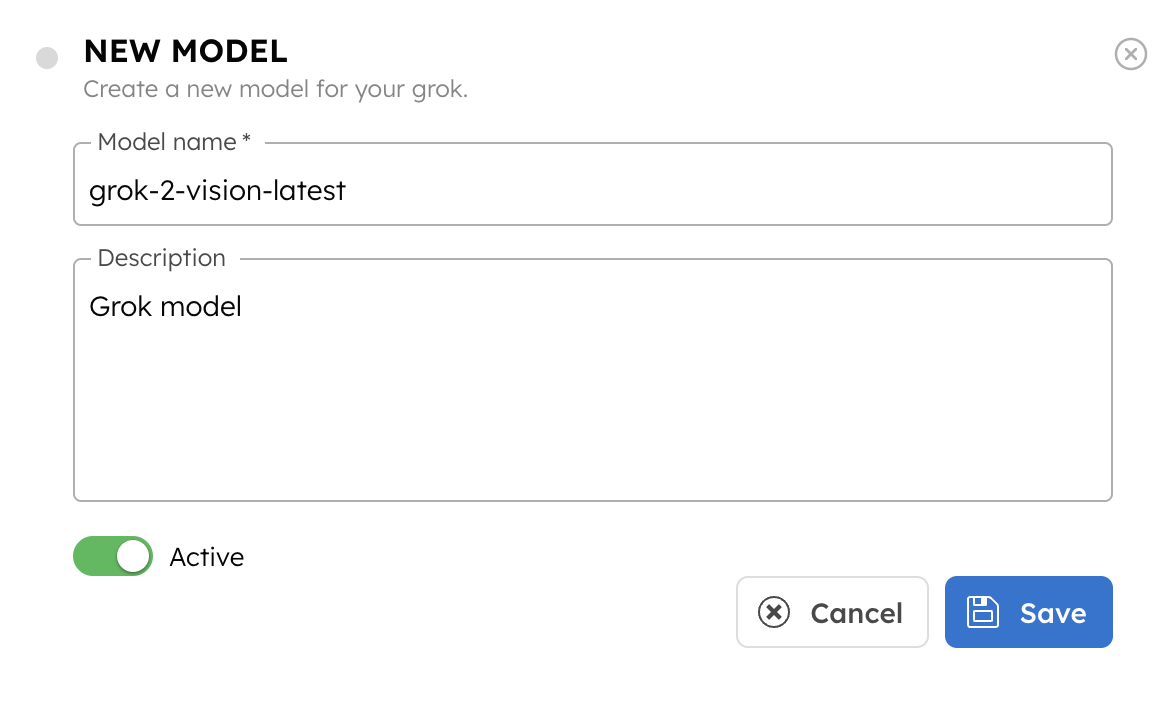 NEW MODEL
Create a new model for your grok.
Model name *
grok-2-vision-latest
Description
Grok model
Active
Cancel
Save